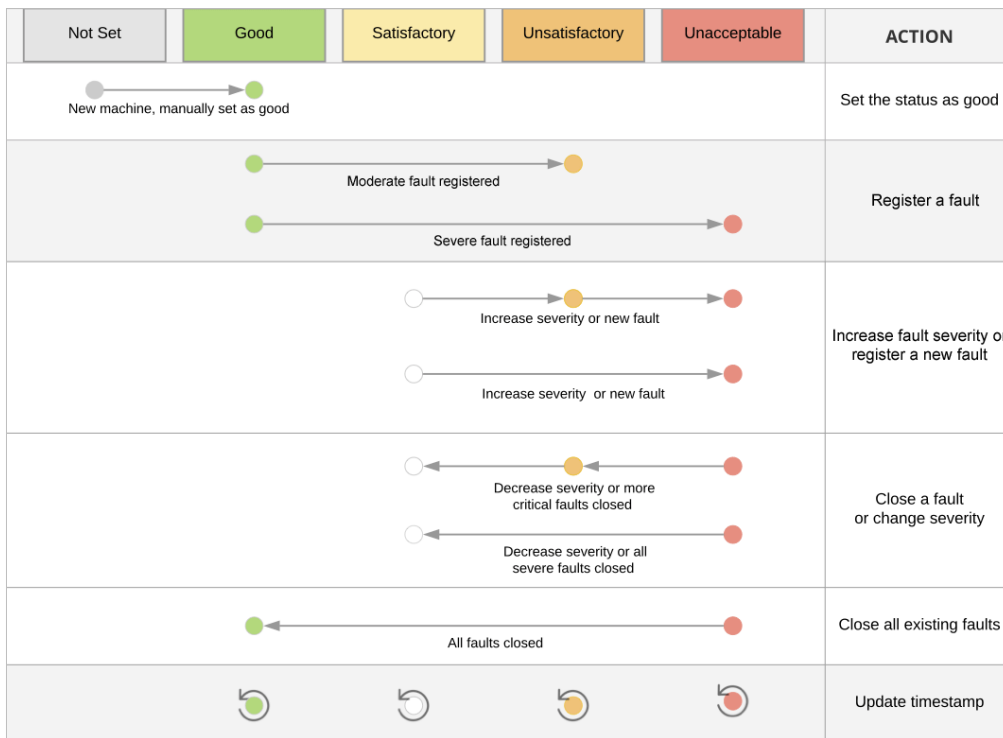 Not Set
Good
Satisfactory
Unsatisfactory
Unacceptable
ACTION
New machine, manually set as good
Set the status as good
Moderate fault registered
Severe fault registered
Register a fault
Increase severity or new fault
Increase severity or new fault
Increase fault severity or
register a new fault
Decrease severity or more
critical faults closed
Decrease severity or all
severe faults closed
Close a fault
or change severity
All faults closed
Close all existing faults
Update timestamp